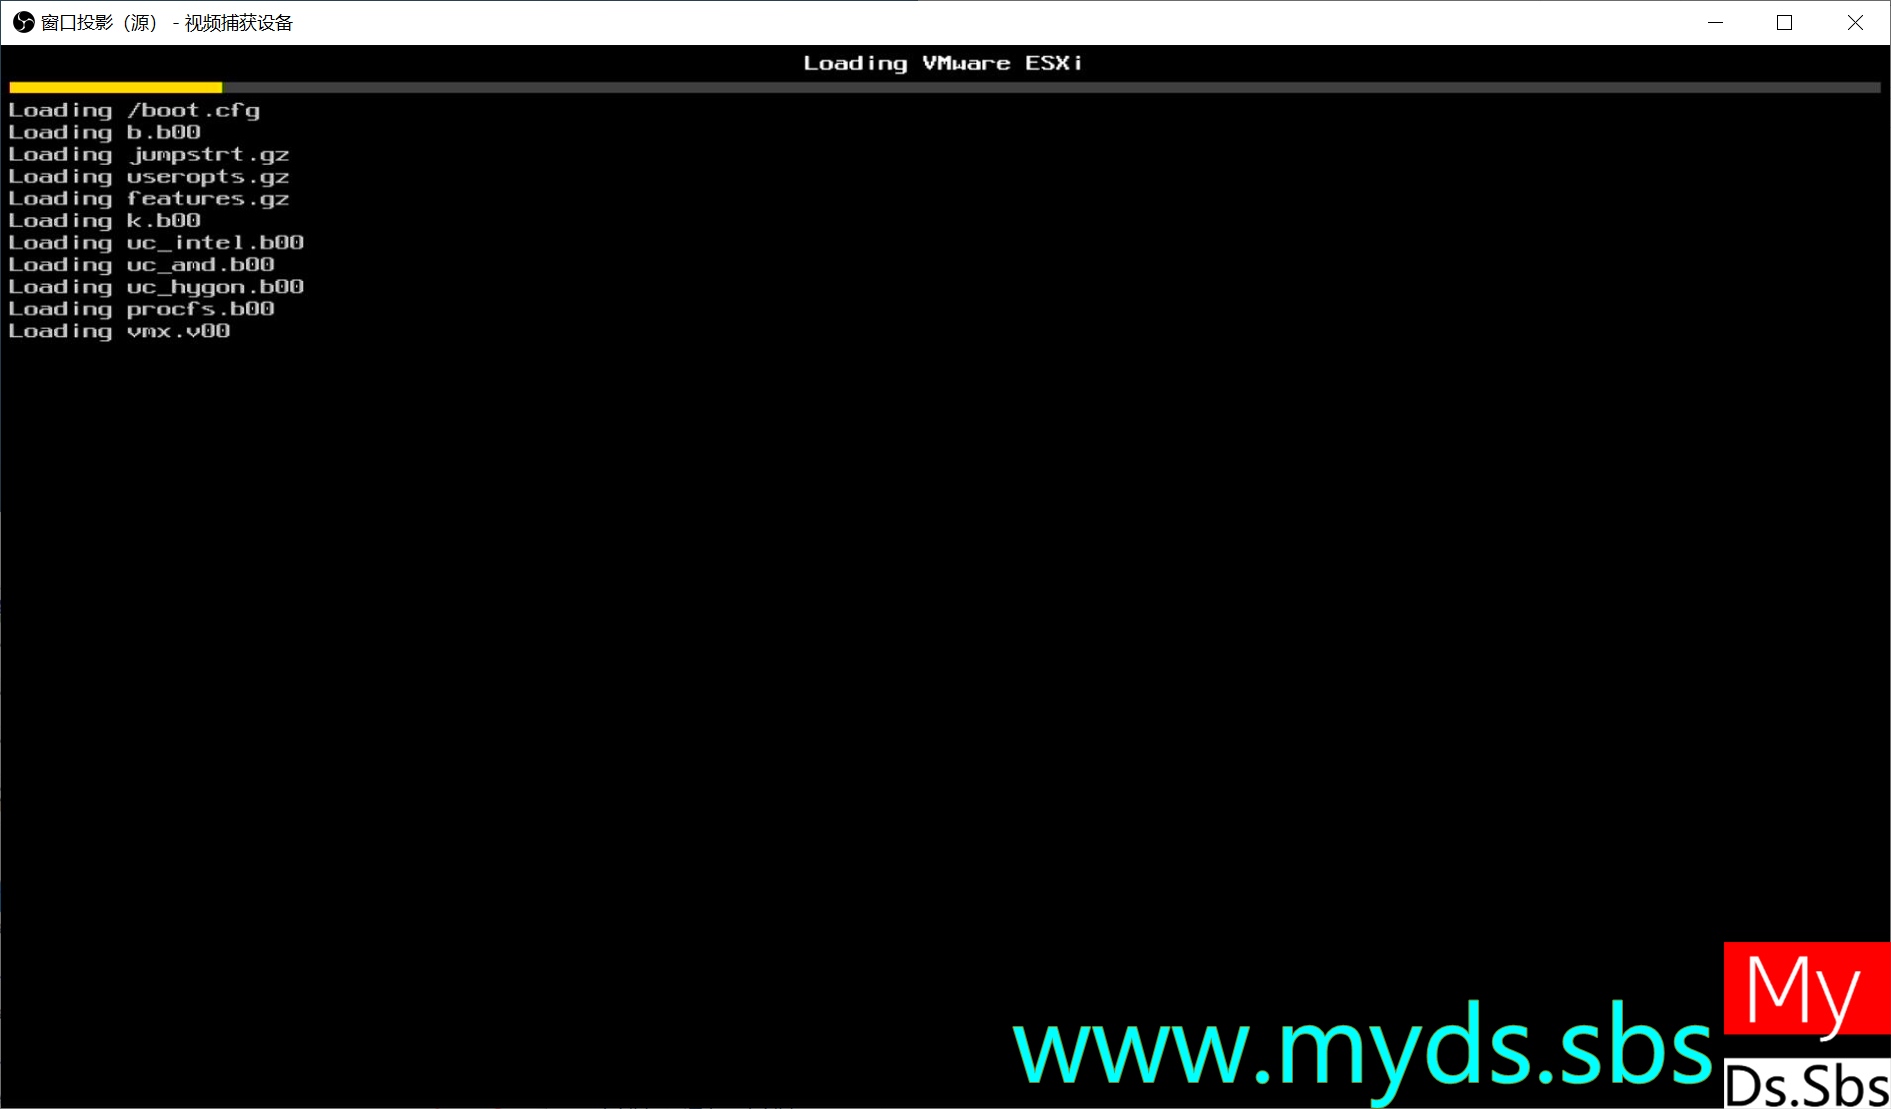 窗口投影（源） - 视频捕获设备
Loading VMware ESXi
Loading /boot.cfg
Loading b.b00
Loading jumpstrt.gz
Loading useropts.gz
Loading features.gz
Loading k.b00
Loading uc_intel.b00
Loading uc_amd.b00
Loading uc_hygon.b00
Loading procfs.b00
Loading vmx.v00
www.myds.sbs
My
Ds.Sbs